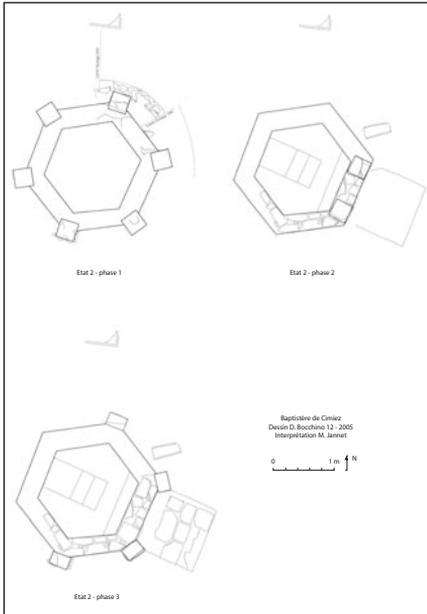 Etat 2 - phase 1
Etat 2 - phase 2
Baptistère de Cimiez
Dessin D. Bocchino 12 - 2005
Interprétation M. Jannet
0 1 m N
Etat 2 - phase 3